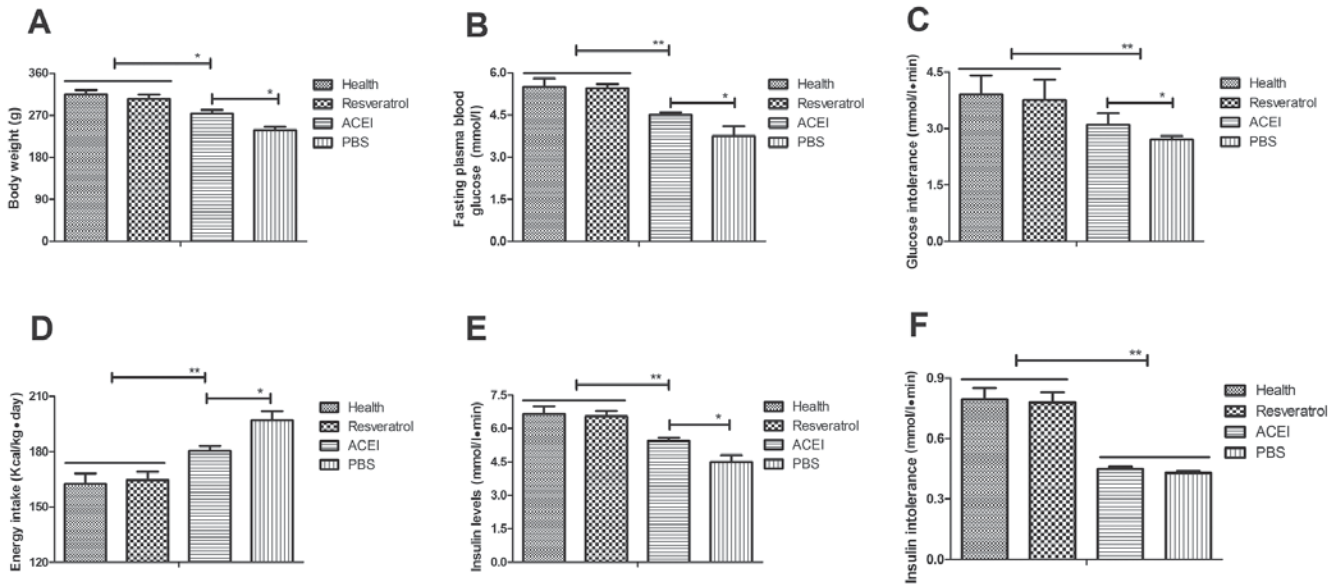 A
*
*
Body weight (g)
360
270
180
90
0
Health
Resveratrol
ACEI
PBS
B
**
*
Fasting plasma blood
glucose (mmol/l)
6.0
4.5
3.0
1.5
0.0
Health
Resveratrol
ACEI
PBS
C
**
*
Glucose intolerance (mmol/l•min)
4.5
3.0
1.5
0.0
Health
Resveratrol
ACEI
PBS
D
**
*
Energy intake (Kcal/kg•day)
210
180
150
120
Health
Resveratrol
ACEI
PBS
E
**
*
Insulin levels (mmol/l•min)
7.5
6.0
4.5
3.0
1.5
0.0
Health
Resveratrol
ACEI
PBS
F
**
Insulin intolerance (mmol/l•min)
0.9
0.6
0.3
0.0
Health
Resveratrol
ACEI
PBS